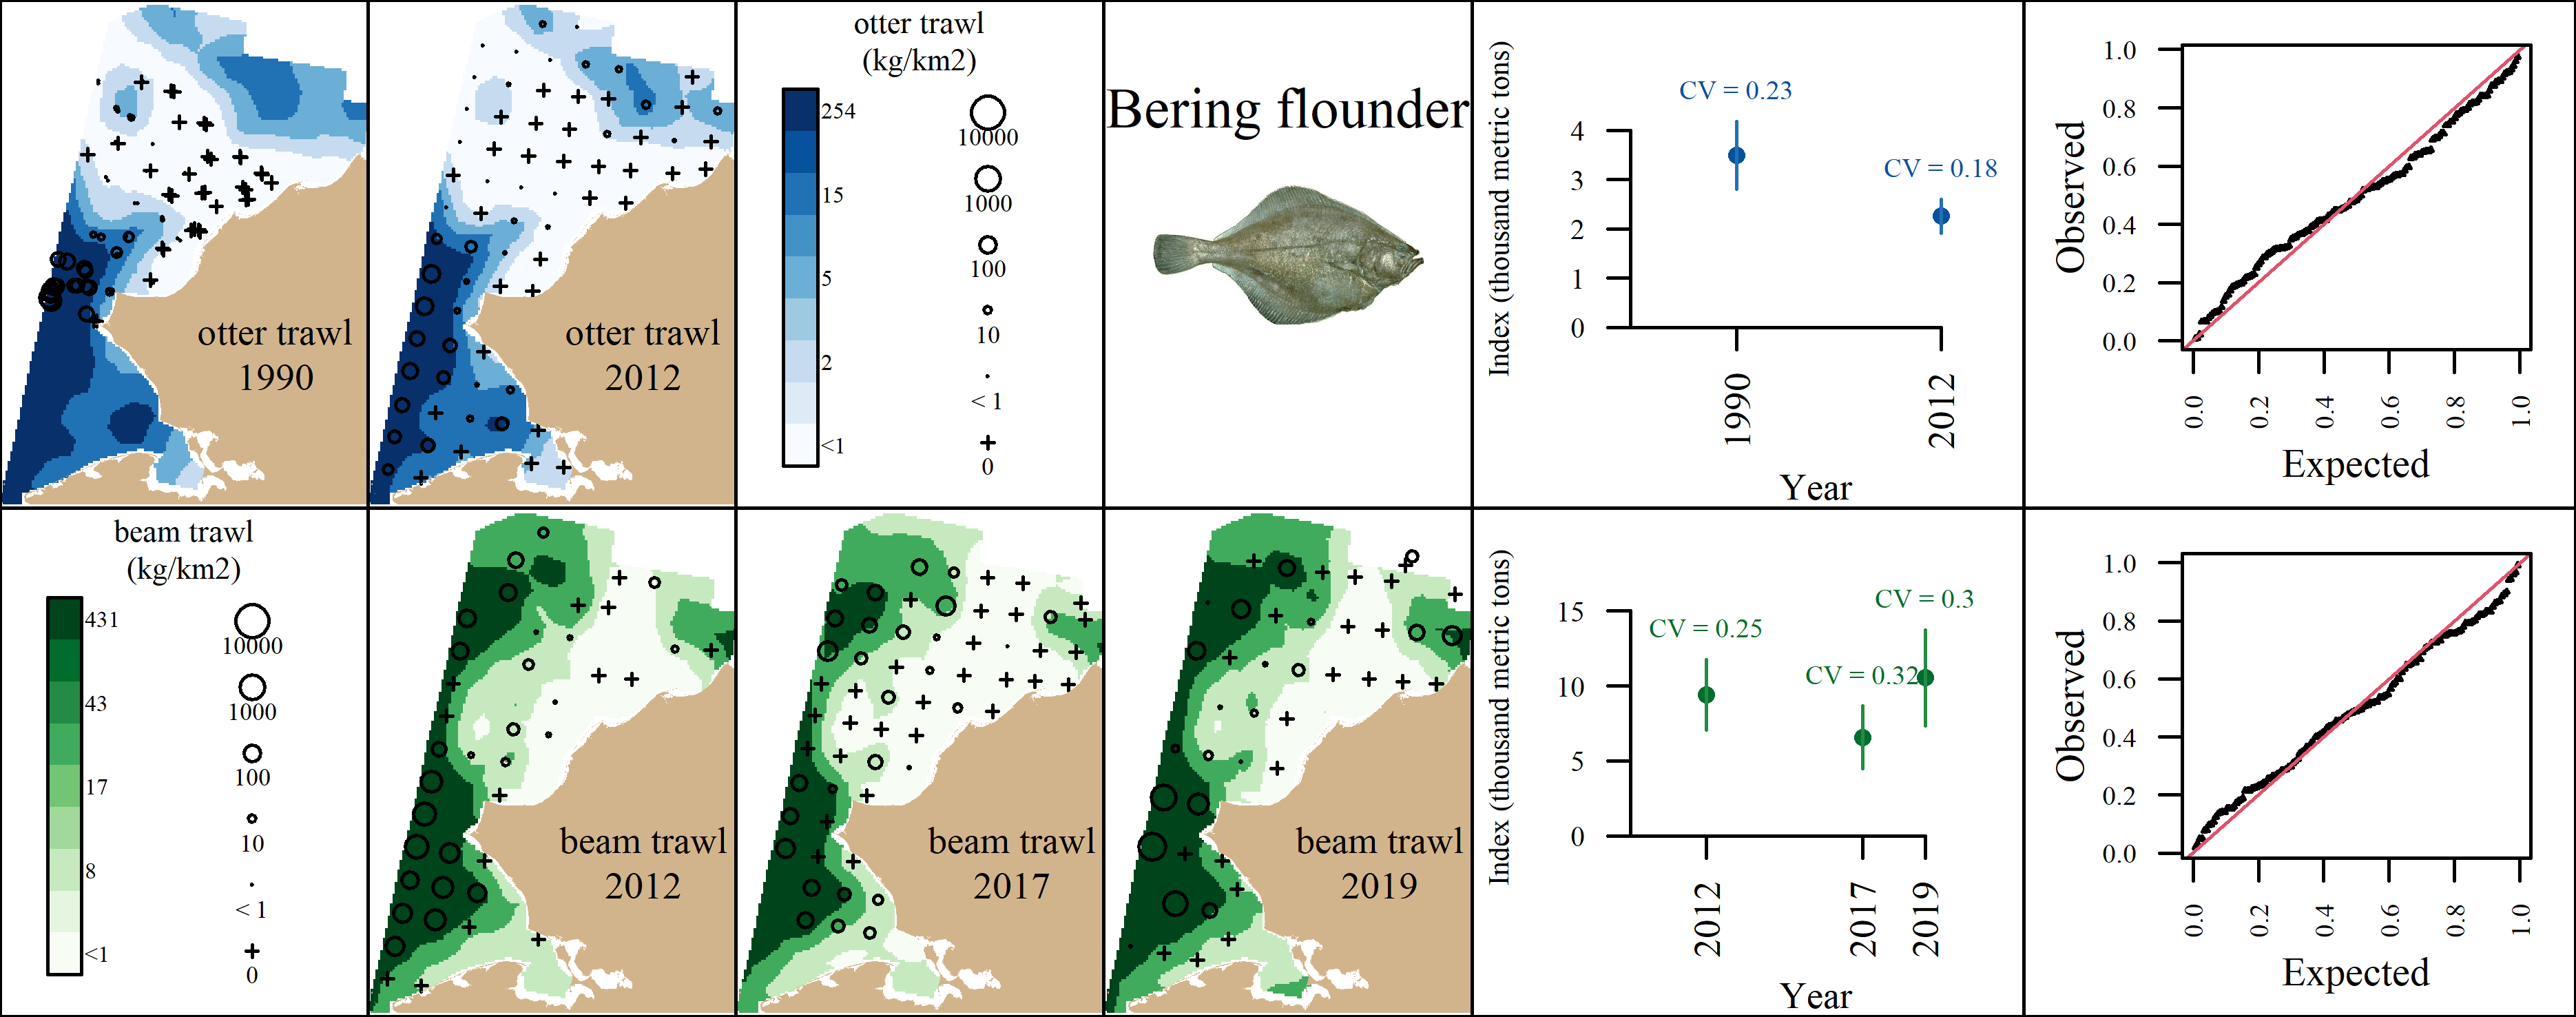 otter trawl
1990
otter trawl
2012
otter trawl
(kg/km2)
254
15
5
2
<1
10000
1000
100
10
< 1
0
Bering flounder
Index (thousand metric tons)
4
3
2
1
0
CV = 0.23
CV = 0.18
1990
2012
Year
Observed
1.0
0.8
0.6
0.4
0.2
0.0
0.0
0.2
0.4
0.6
0.8
1.0
Expected
beam trawl
(kg/km2)
431
43
17
8
<1
10000
1000
100
10
< 1
0
beam trawl
2012
beam trawl
2017
beam trawl
2019
Index (thousand metric tons)
15
10
5
0
CV = 0.25
CV = 0.32
CV = 0.3
2012
2017
2019
Year
Observed
1.0
0.8
0.6
0.4
0.2
0.0
0.0
0.2
0.4
0.6
0.8
1.0
Expected